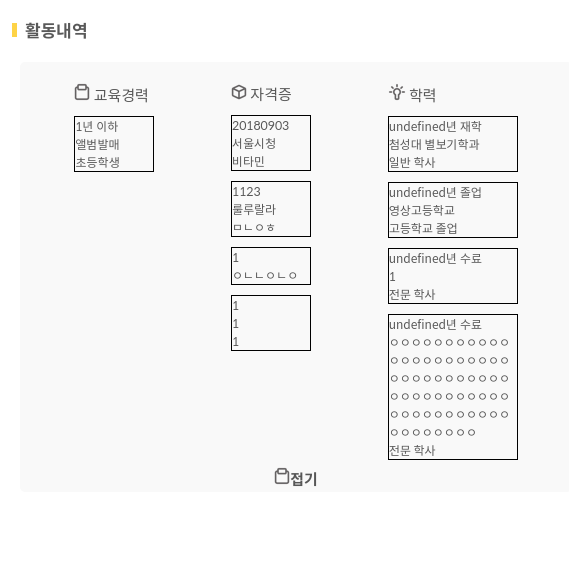 활동내역
교육경력
1년 이하
앨범발매
초등학생
자격증
20180903
서울시청
비타민
1123
룰루랄라
ㅁㄴㅇㅎ
1
ㅇㄴㄴㅇㄴㅇ
1
1
1
학력
undefined년 재학
첨성대 별보기학과
일반 학사
undefined년 졸업
영상고등학교
고등학교 졸업
undefined년 수료
1
전문 학사
undefined년 수료
ㅇㅇㅇㅇㅇㅇㅇㅇㅇㅇㅇ
ㅇㅇㅇㅇㅇㅇㅇㅇㅇㅇㅇ
ㅇㅇㅇㅇㅇㅇㅇㅇㅇㅇㅇ
ㅇㅇㅇㅇㅇㅇㅇㅇㅇㅇㅇ
ㅇㅇㅇㅇㅇㅇㅇㅇㅇㅇㅇ
ㅇㅇㅇㅇㅇㅇㅇㅇ
전문 학사
접기